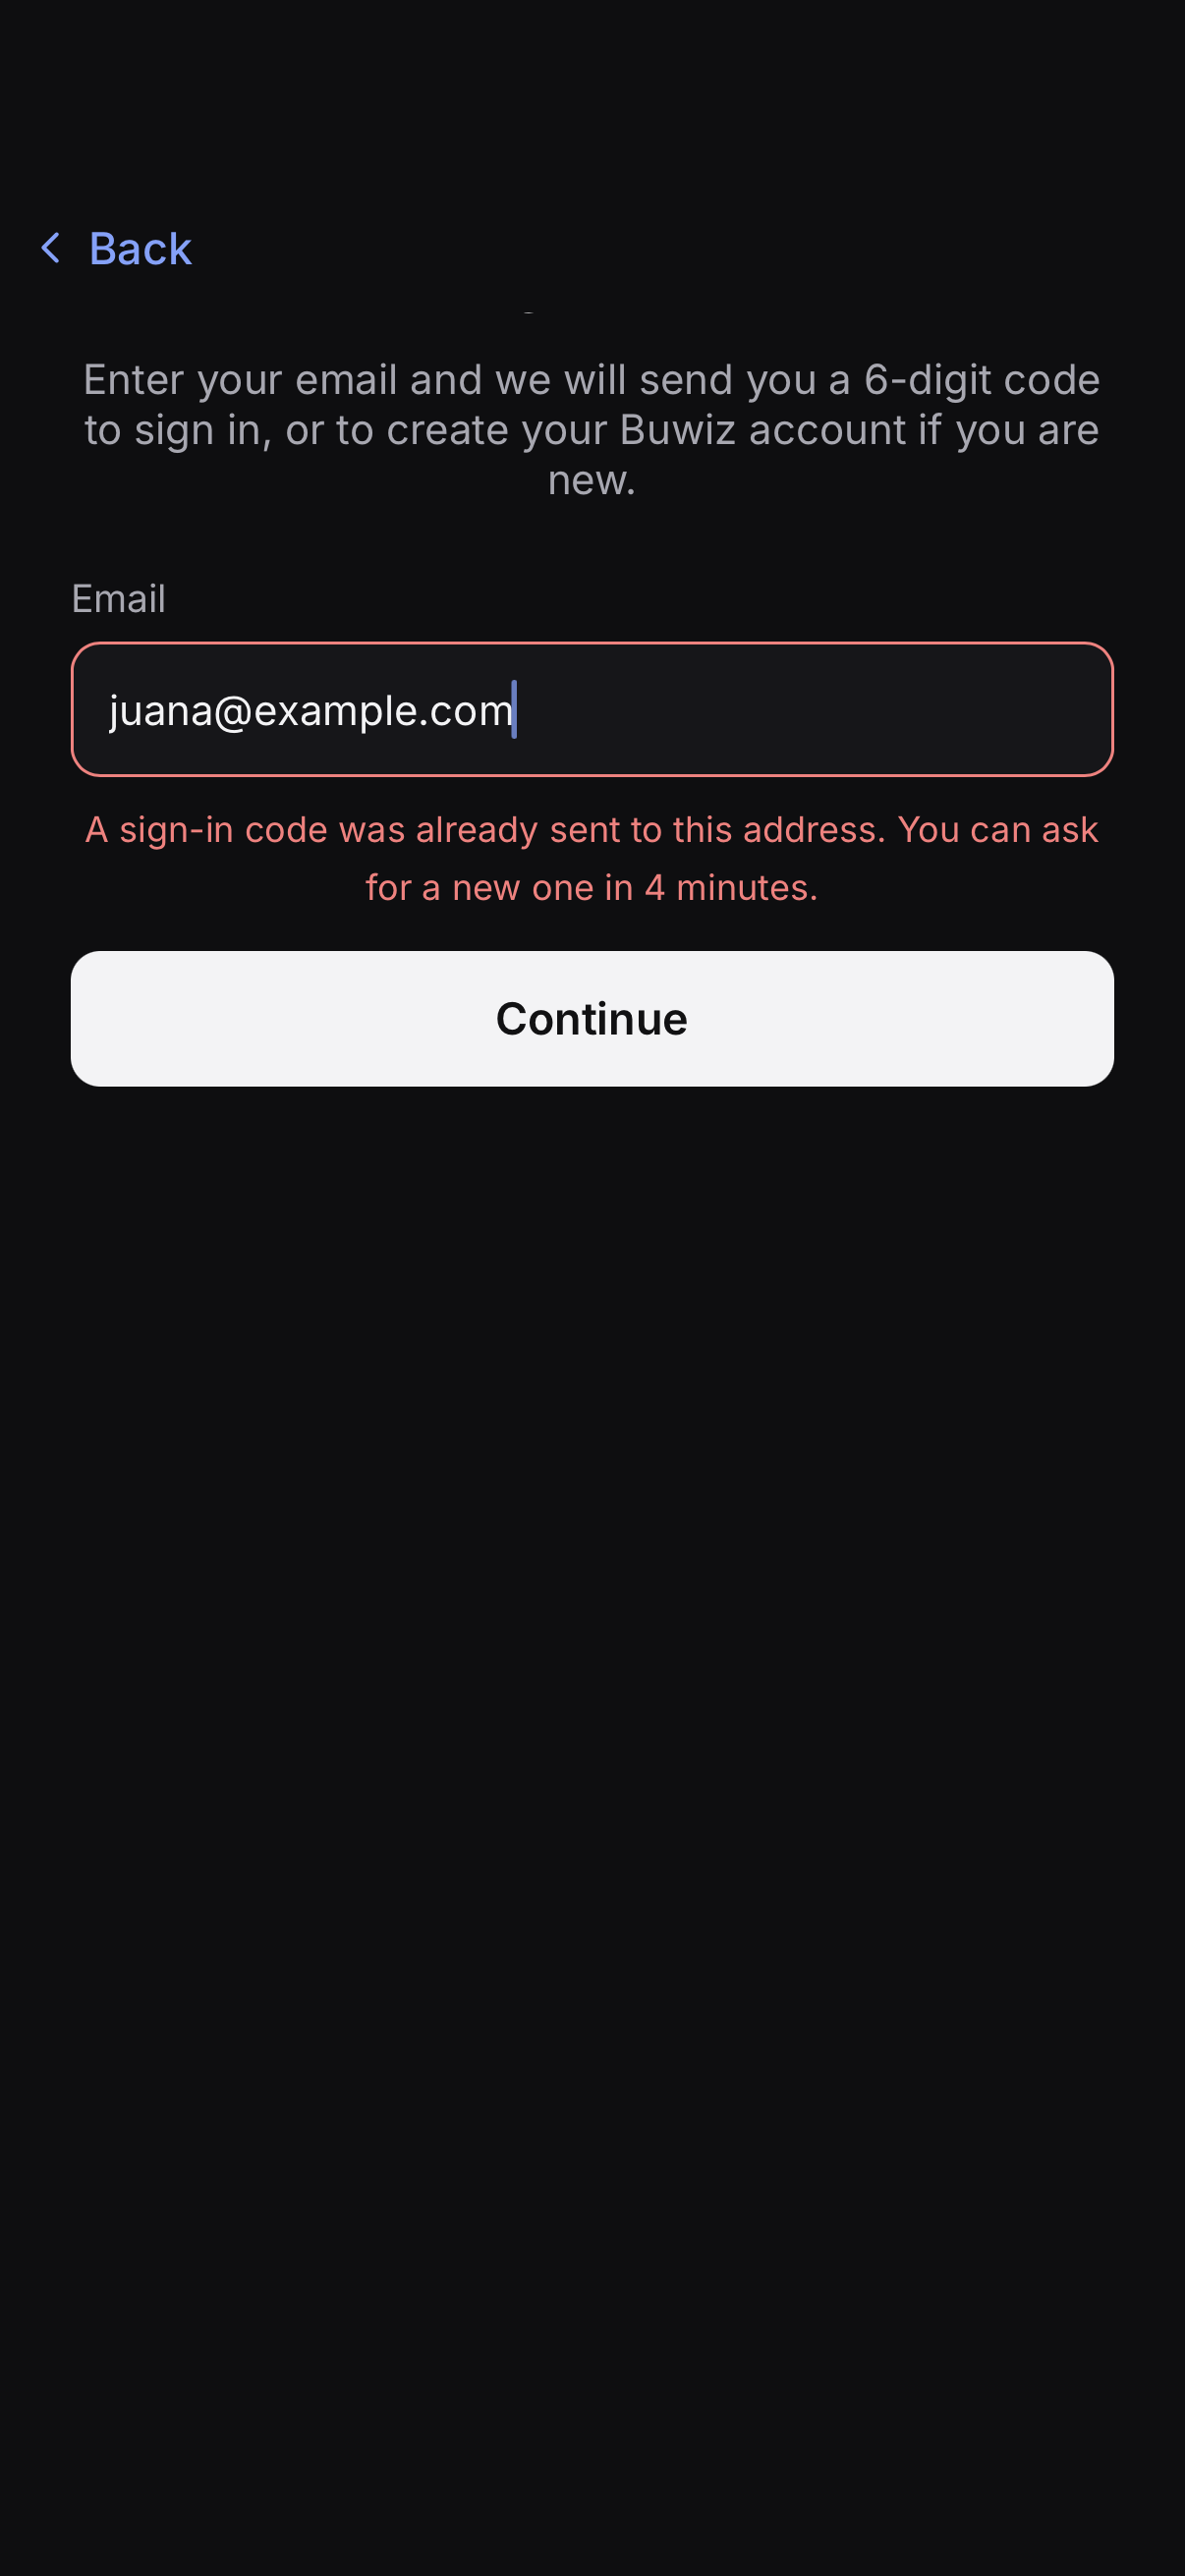 Back
Enter your email and we will send you a 6-digit code
to sign in, or to create your Buwiz account if you are
new.
Email
juana@example.com
A sign-in code was already sent to this address. You can ask
for a new one in 4 minutes.
Continue